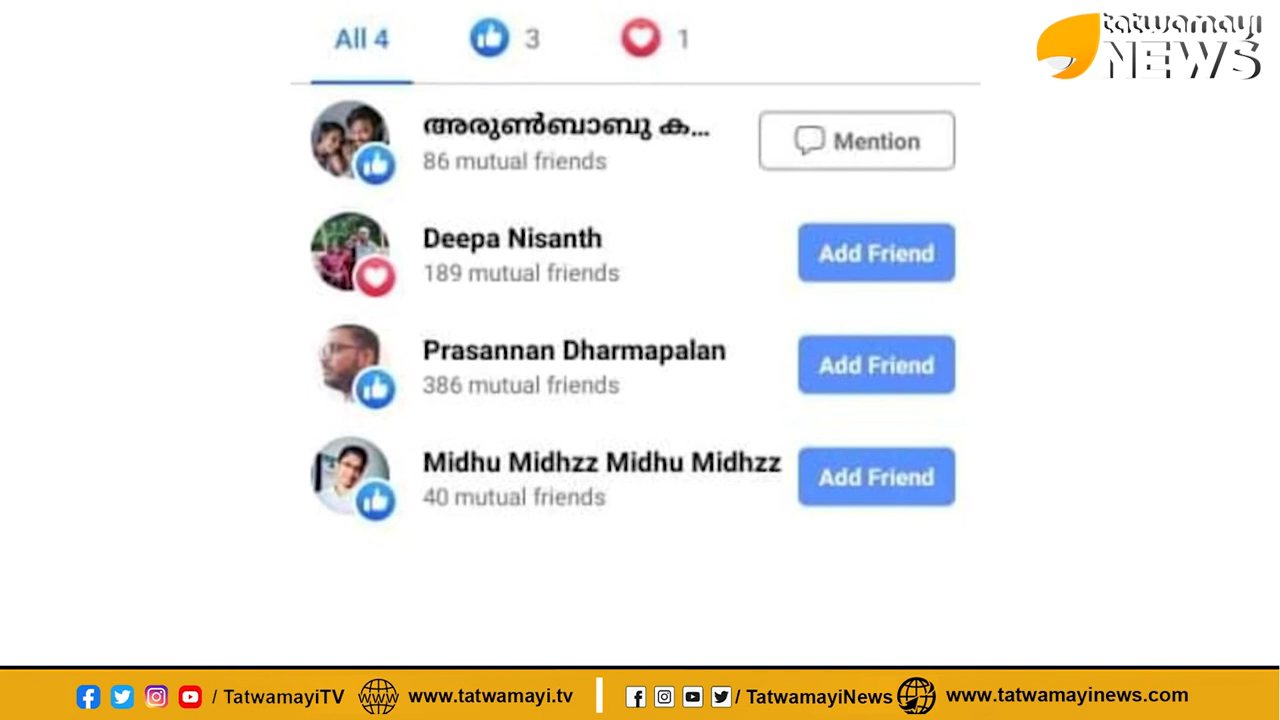 tatwamayi
NEWS
All 4
3
1
അരുൺബാബു ക...
86 mutual friends
Mention
Deepa Nisanth
189 mutual friends
Add Friend
Prasannan Dharmapalan
386 mutual friends
Add Friend
Midhu Midhzz Midhu Midhzz
40 mutual friends
Add Friend
/ TatwamayiTV www.tatwamayi.tv / TatwamayiNews www.tatwamayinews.com